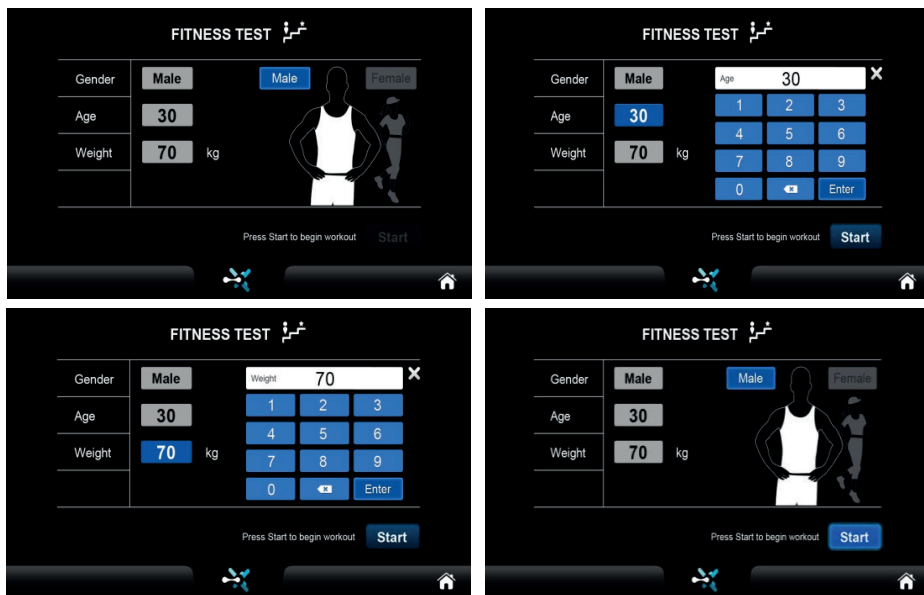 FITNESS TEST
Gender Male Male Female
Age 30
Weight 70 kg
Press Start to begin workout Start
FITNESS TEST
Gender Male Age 30
1 2 3
Age 30
4 5 6
Weight 70 kg
7 8 9
0 Enter
Press Start to begin workout Start
FITNESS TEST
Gender Male Weight 70
1 2 3
Age 30
4 5 6
Weight 70 kg
7 8 9
0 Enter
Press Start to begin workout Start
FITNESS TEST
Gender Male Male Female
Age 30
Weight 70 kg
Press Start to begin workout Start